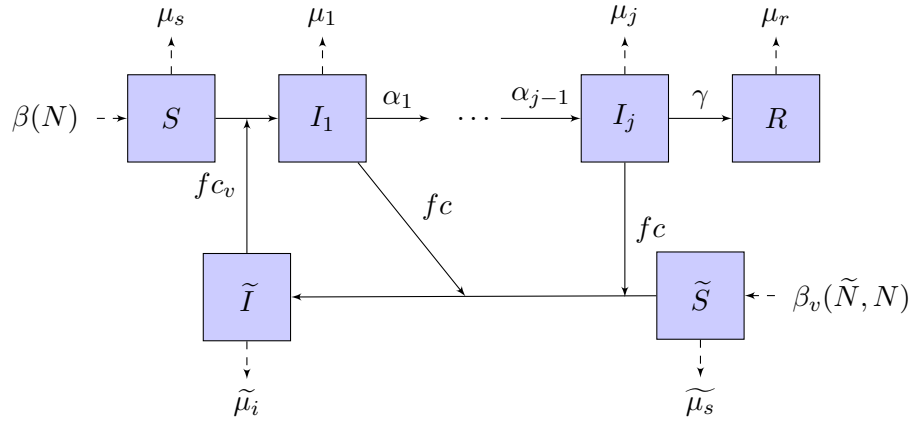 μ_s μ_1 μ_j μ_r
β(N) S I_1 α_1 ⋯ α_{j−1} I_j γ R
fc_v fc fc
Ĩ S̃ β_v(Ñ, N)
μ̃_i μ̃_s